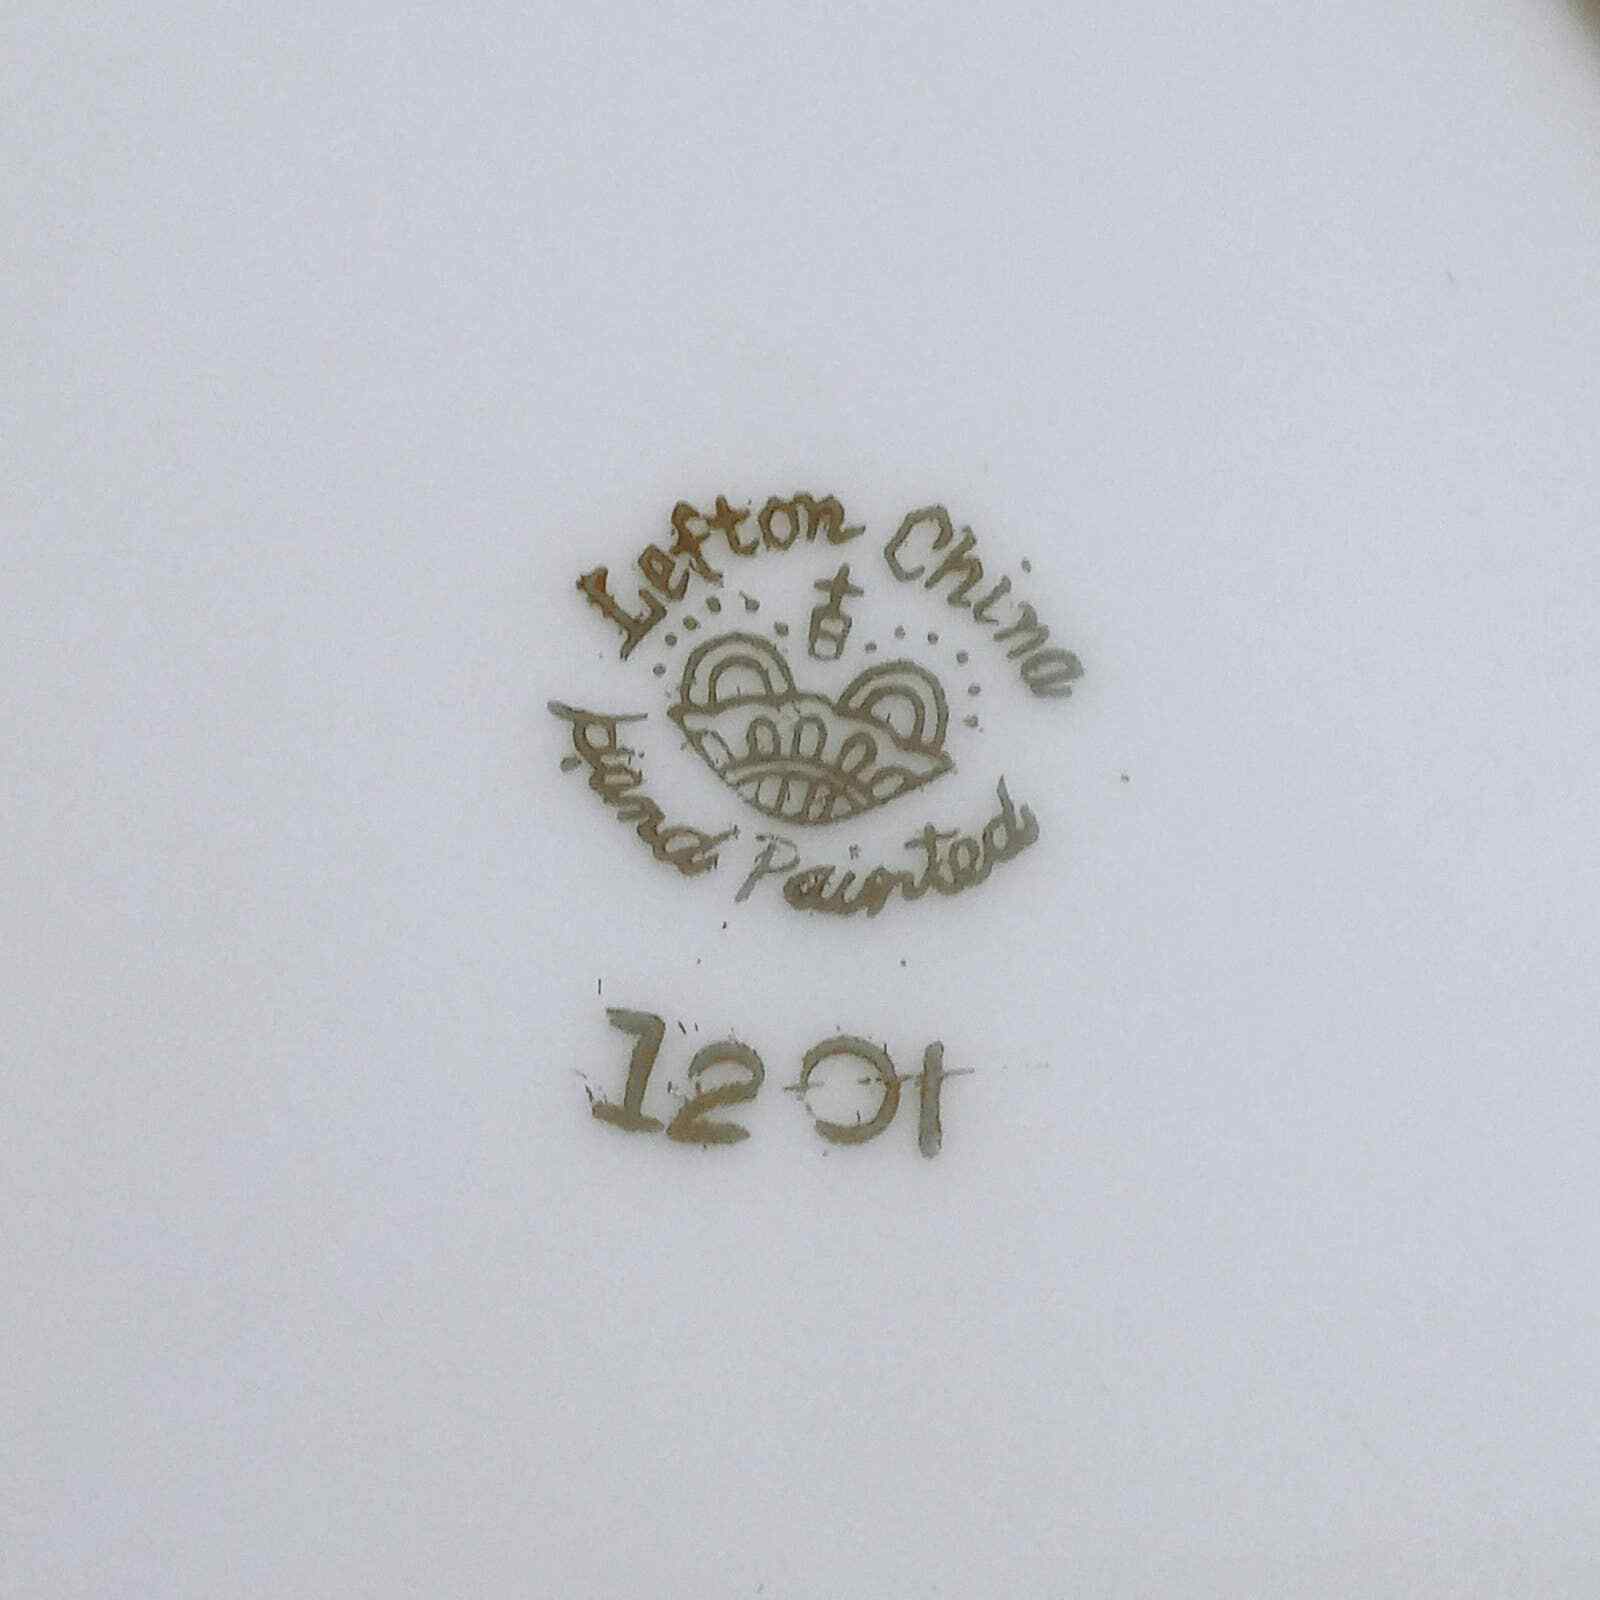 Lefton China
Hand Painted
1201